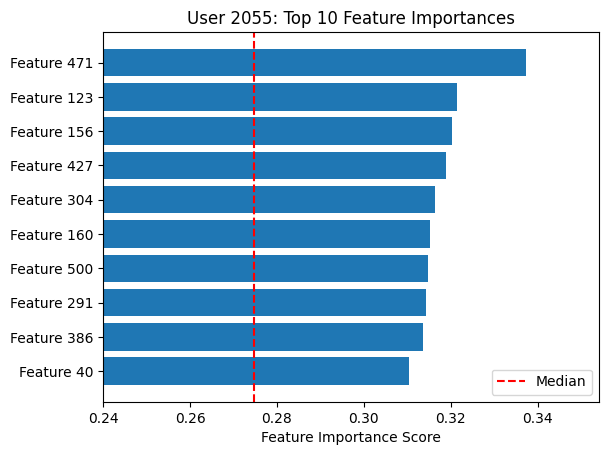 User 2055: Top 10 Feature Importances
Feature 471
Feature 123
Feature 156
Feature 427
Feature 304
Feature 160
Feature 500
Feature 291
Feature 386
Feature 40
Median
0.24 0.26 0.28 0.30 0.32 0.34
Feature Importance Score